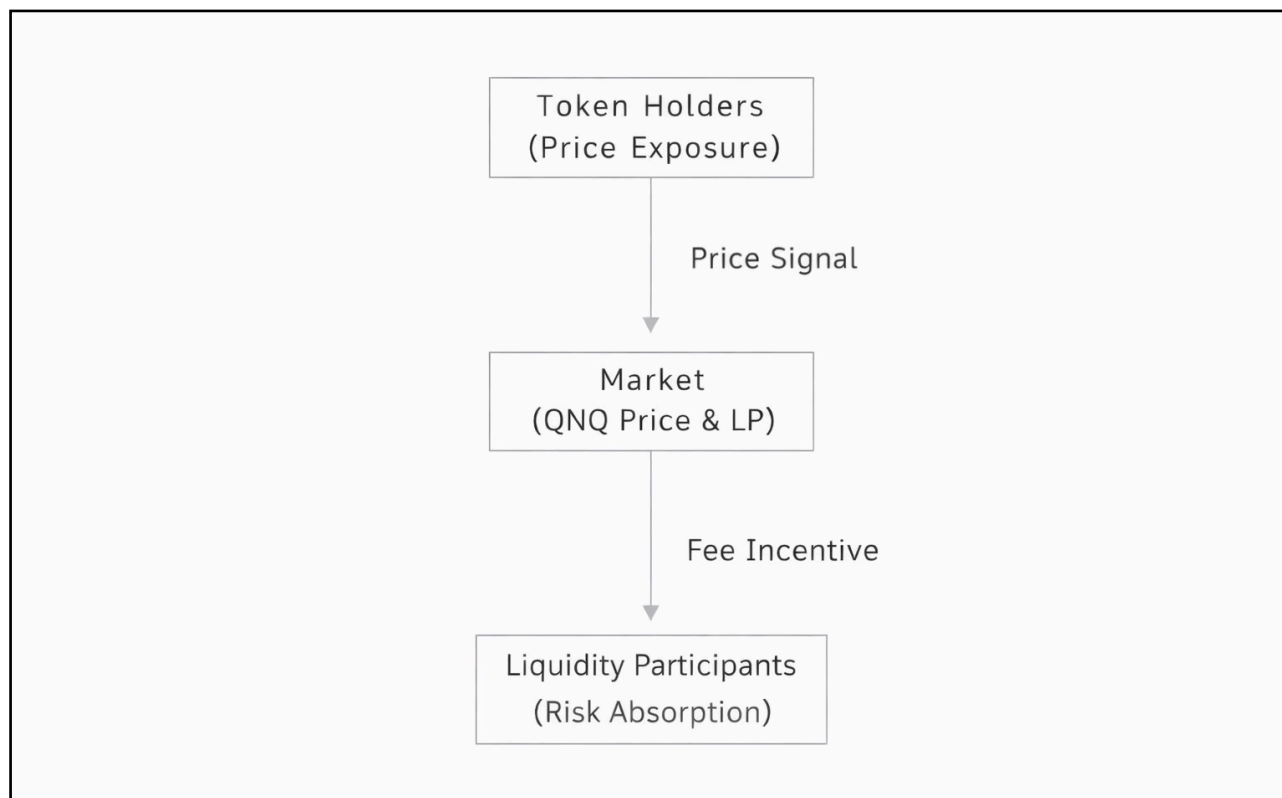 Token Holders
(Price Exposure)
Price Signal
Market
(QNQ Price & LP)
Fee Incentive
Liquidity Participants
(Risk Absorption)